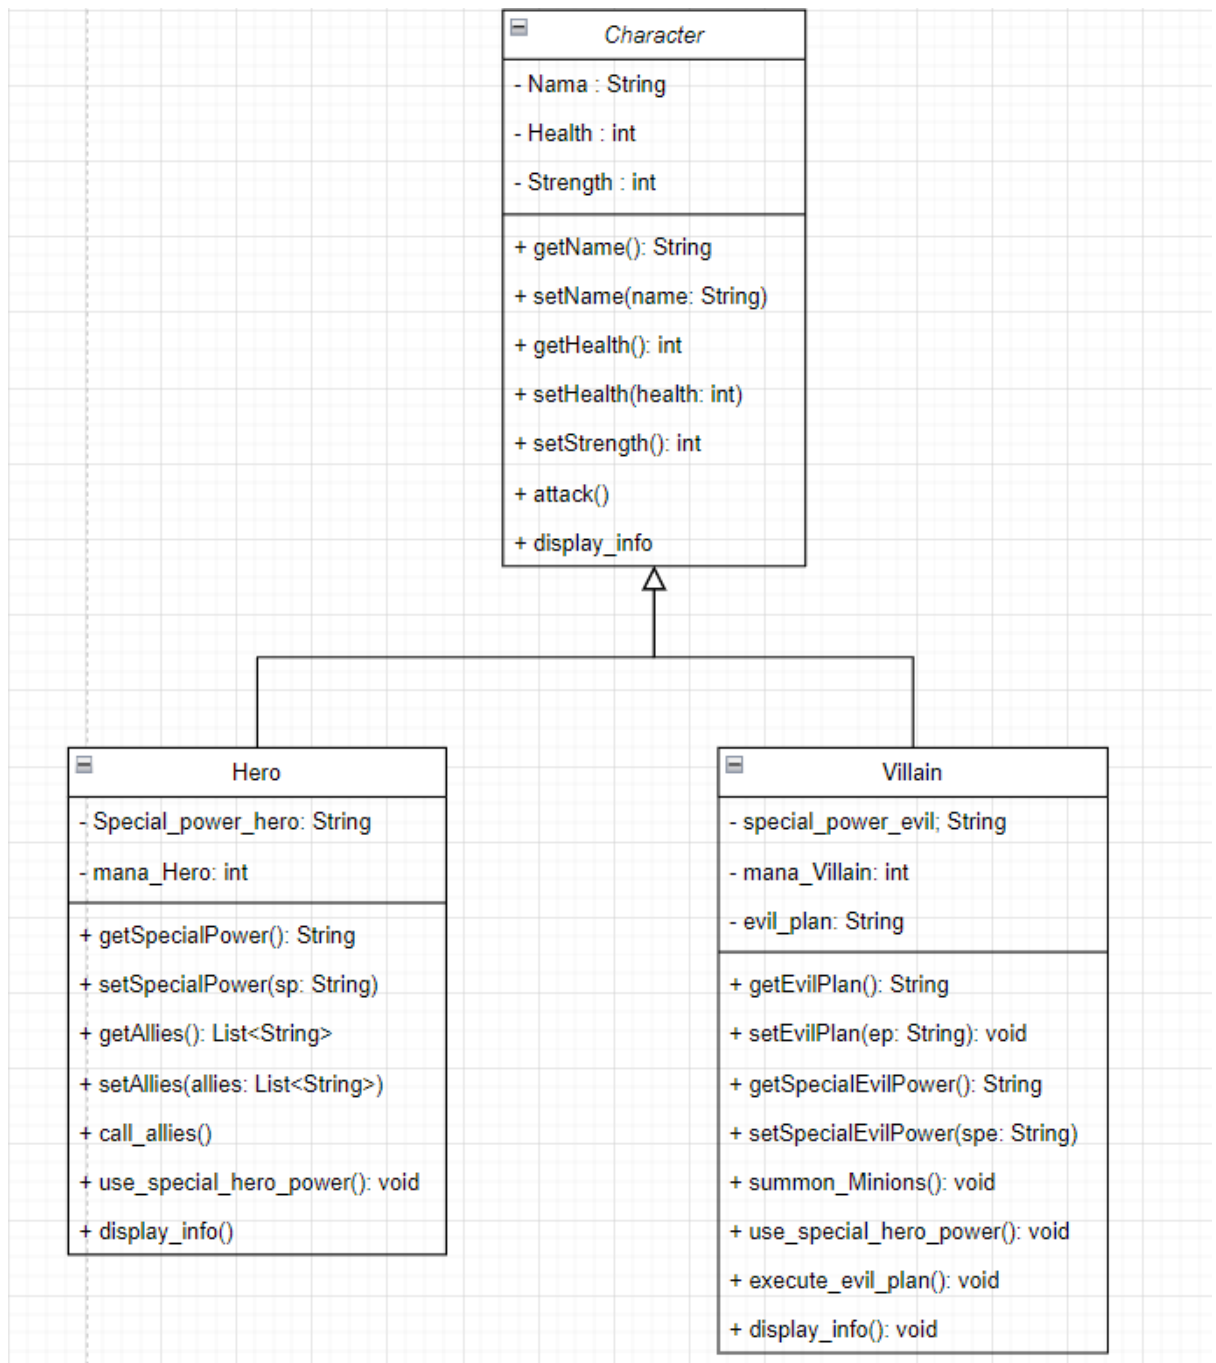 Character
- Nama : String
- Health : int
- Strength : int
+ getName(): String
+ setName(name: String)
+ getHealth(): int
+ setHealth(health: int)
+ setStrength(): int
+ attack()
+ display_info
Hero
- Special_power_hero: String
- mana_Hero: int
+ getSpecialPower(): String
+ setSpecialPower(sp: String)
+ getAllies(): List<String>
+ setAllies(allies: List<String>)
+ call_allies()
+ use_special_hero_power(): void
+ display_info()
Villain
- special_power_evil; String
- mana_Villain: int
- evil_plan: String
+ getEvilPlan(): String
+ setEvilPlan(ep: String): void
+ getSpecialEvilPower(): String
+ setSpecialEvilPower(spe: String)
+ summon_Minions(): void
+ use_special_hero_power(): void
+ execute_evil_plan(): void
+ display_info(): void